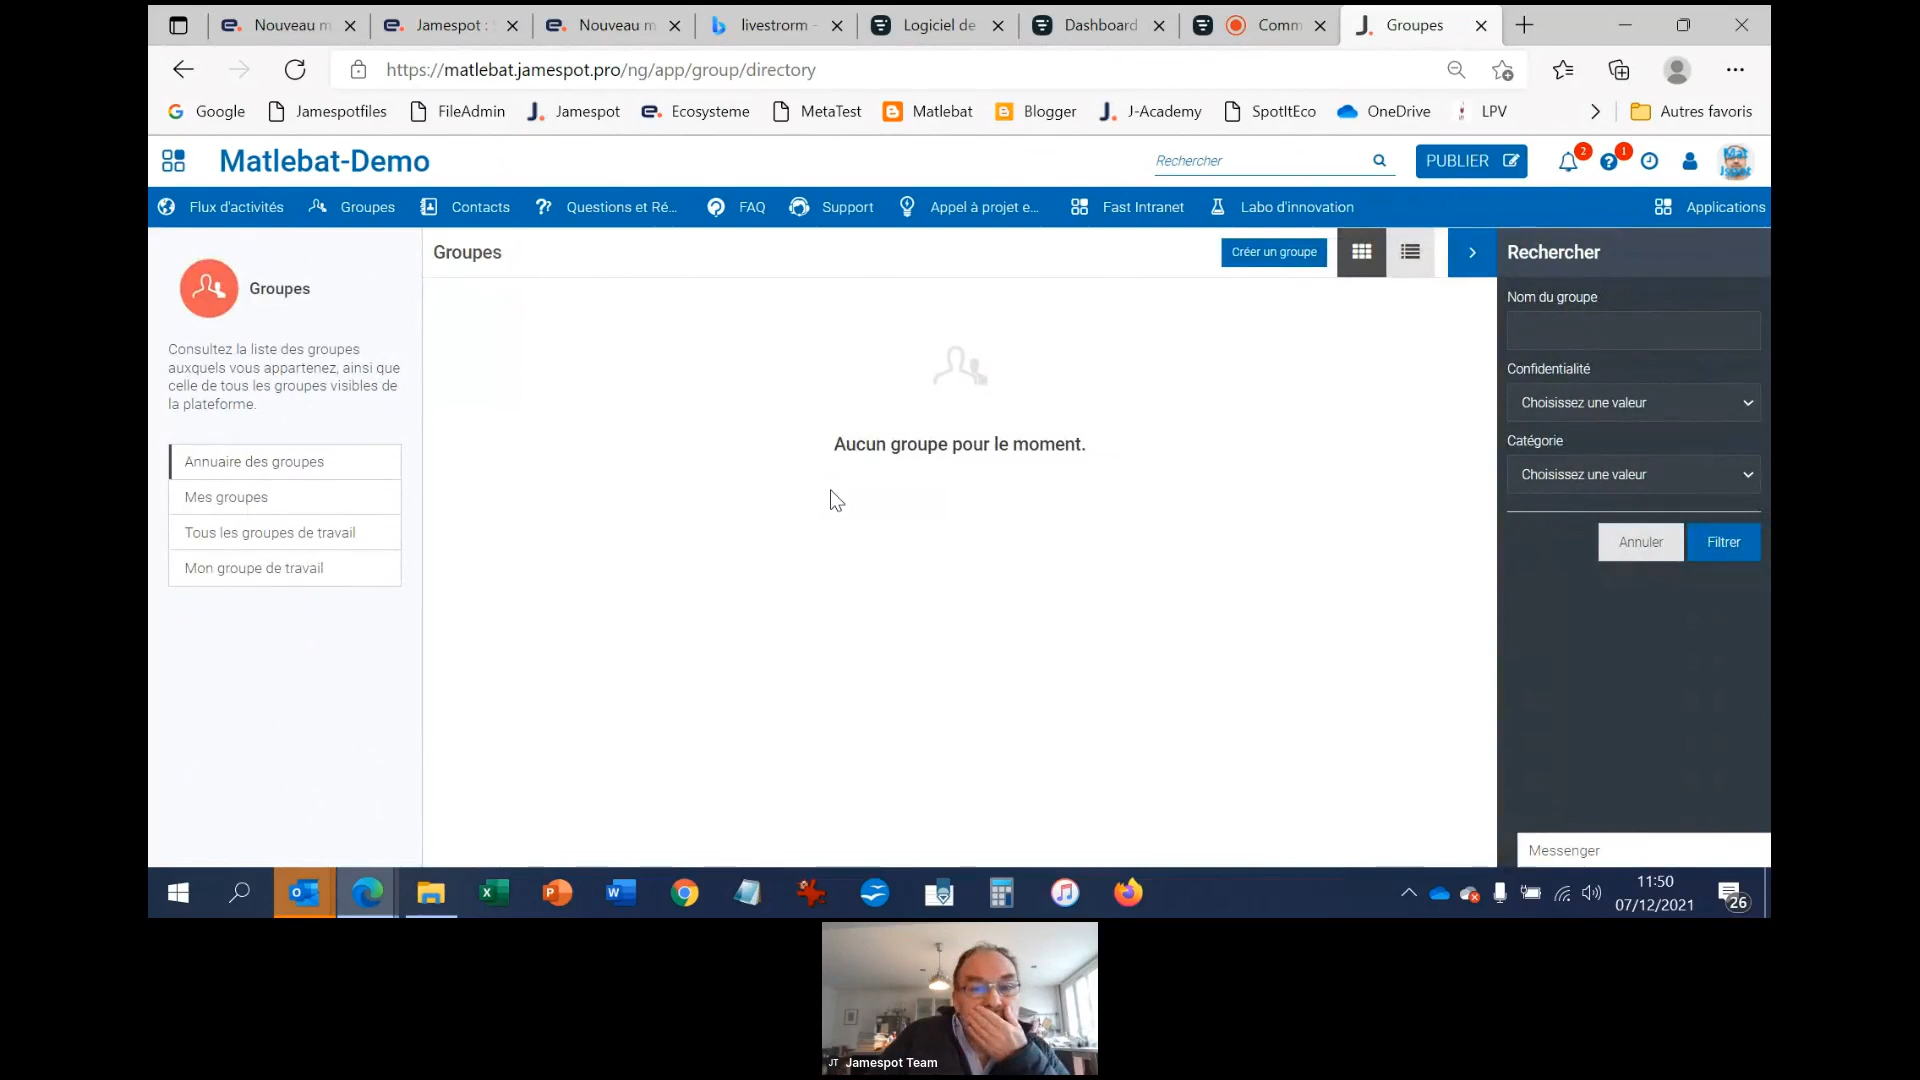 Nouveau m
Jamespot :
Nouveau m
livestrorm -
Logiciel de
Dashboard
Comm
Groupes
https://matlebat.jamespot.pro/ng/app/group/directory
Google
Jamespotfiles
FileAdmin
Jamespot
Ecosysteme
MetaTest
Matlebat
Blogger
J-Academy
SpotItEco
OneDrive
LPV
Autres favoris
Matlebat-Demo
Rechercher
PUBLIER
2
1
Flux d'activités
Groupes
Contacts
Questions et Ré...
FAQ
Support
Appel à projet e...
Fast Intranet
Labo d'innovation
Applications
Groupes
Consultez la liste des groupes
auxquels vous appartenez, ainsi que
celle de tous les groupes visibles de
la plateforme.
Annuaire des groupes
Mes groupes
Tous les groupes de travail
Mon groupe de travail
Groupes
Créer un groupe
Aucun groupe pour le moment.
Rechercher
Nom du groupe
Confidentialité
Choisissez une valeur
Catégorie
Choisissez une valeur
Annuler
Filtrer
Messenger
11:50
07/12/2021
26
JT Jamespot Team